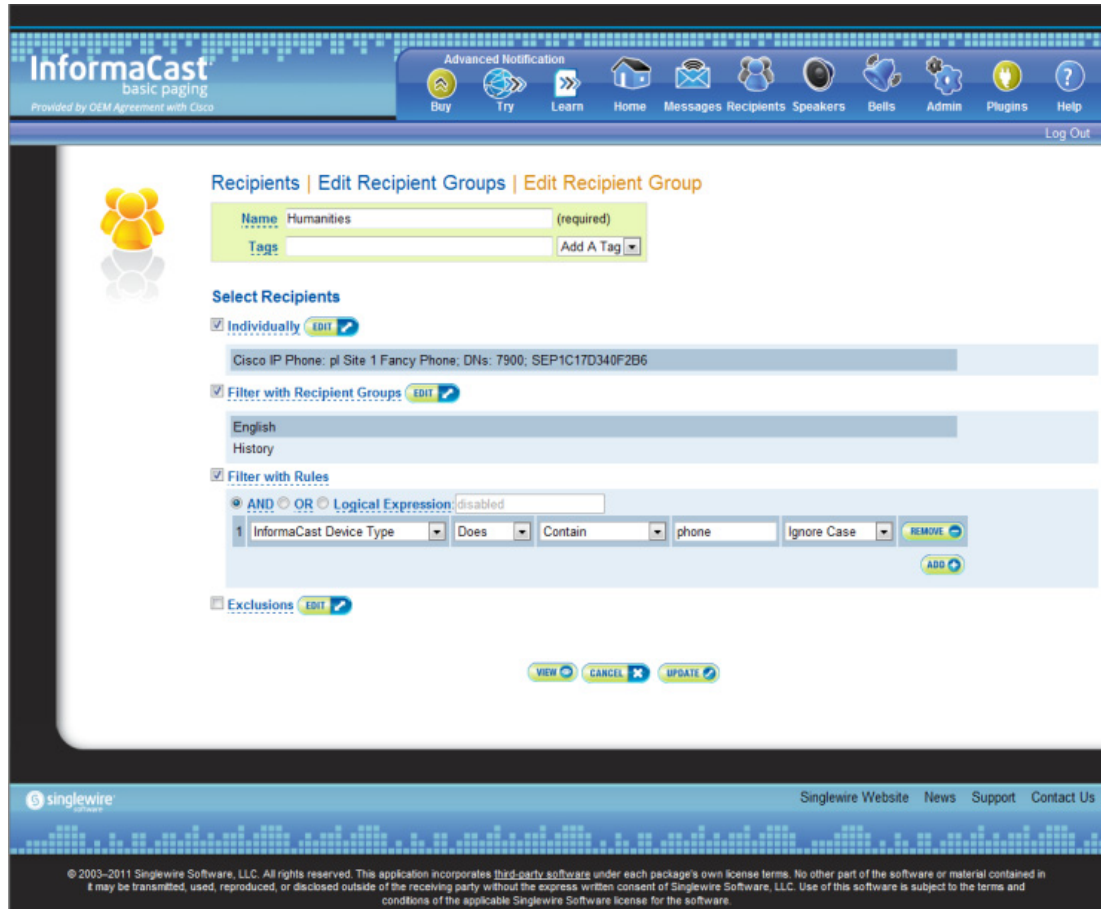 InformaCast
basic paging
Provided by OEM Agreement with Cisco
Advanced Notification
Buy Try Learn Home Messages Recipients Speakers Bells Admin Plugins Help
Log Out
Recipients | Edit Recipient Groups | Edit Recipient Group
Name Humanities (required)
Tags Add A Tag
Select Recipients
Individually EDIT
Cisco IP Phone: pl Site 1 Fancy Phone; DNs: 7900; SEP1C17D340F2B6
Filter with Recipient Groups EDIT
English
History
Filter with Rules
AND OR Logical Expression: disabled
1 InformaCast Device Type Does Contain phone Ignore Case REMOVE
ADD
Exclusions EDIT
VIEW CANCEL UPDATE
singlewire
software
Singlewire Website News Support Contact Us
© 2003–2011 Singlewire Software, LLC. All rights reserved. This application incorporates third-party software under each package's own license terms. No other part of the software or material contained in
it may be transmitted, used, reproduced, or disclosed outside of the receiving party without the express written consent of Singlewire Software, LLC. Use of this software is subject to the terms and
conditions of the applicable Singlewire Software license for the software.